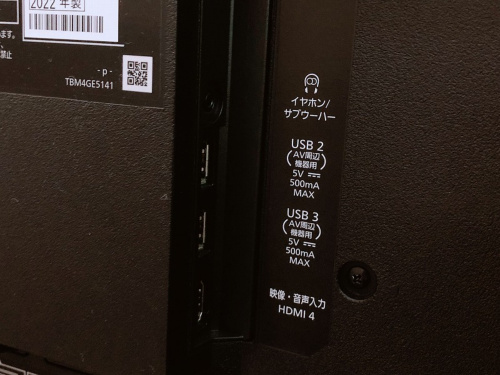 2022 年製
ます。
い。
禁止
- p -
TBM4GE5141
イヤホン/
サブウーハー
USB 2
(AV周辺
機器用)
5V ⎓
500mA
MAX
USB 3
(AV周辺
機器用)
5V ⎓
500mA
MAX
映像・音声入力
HDMI 4